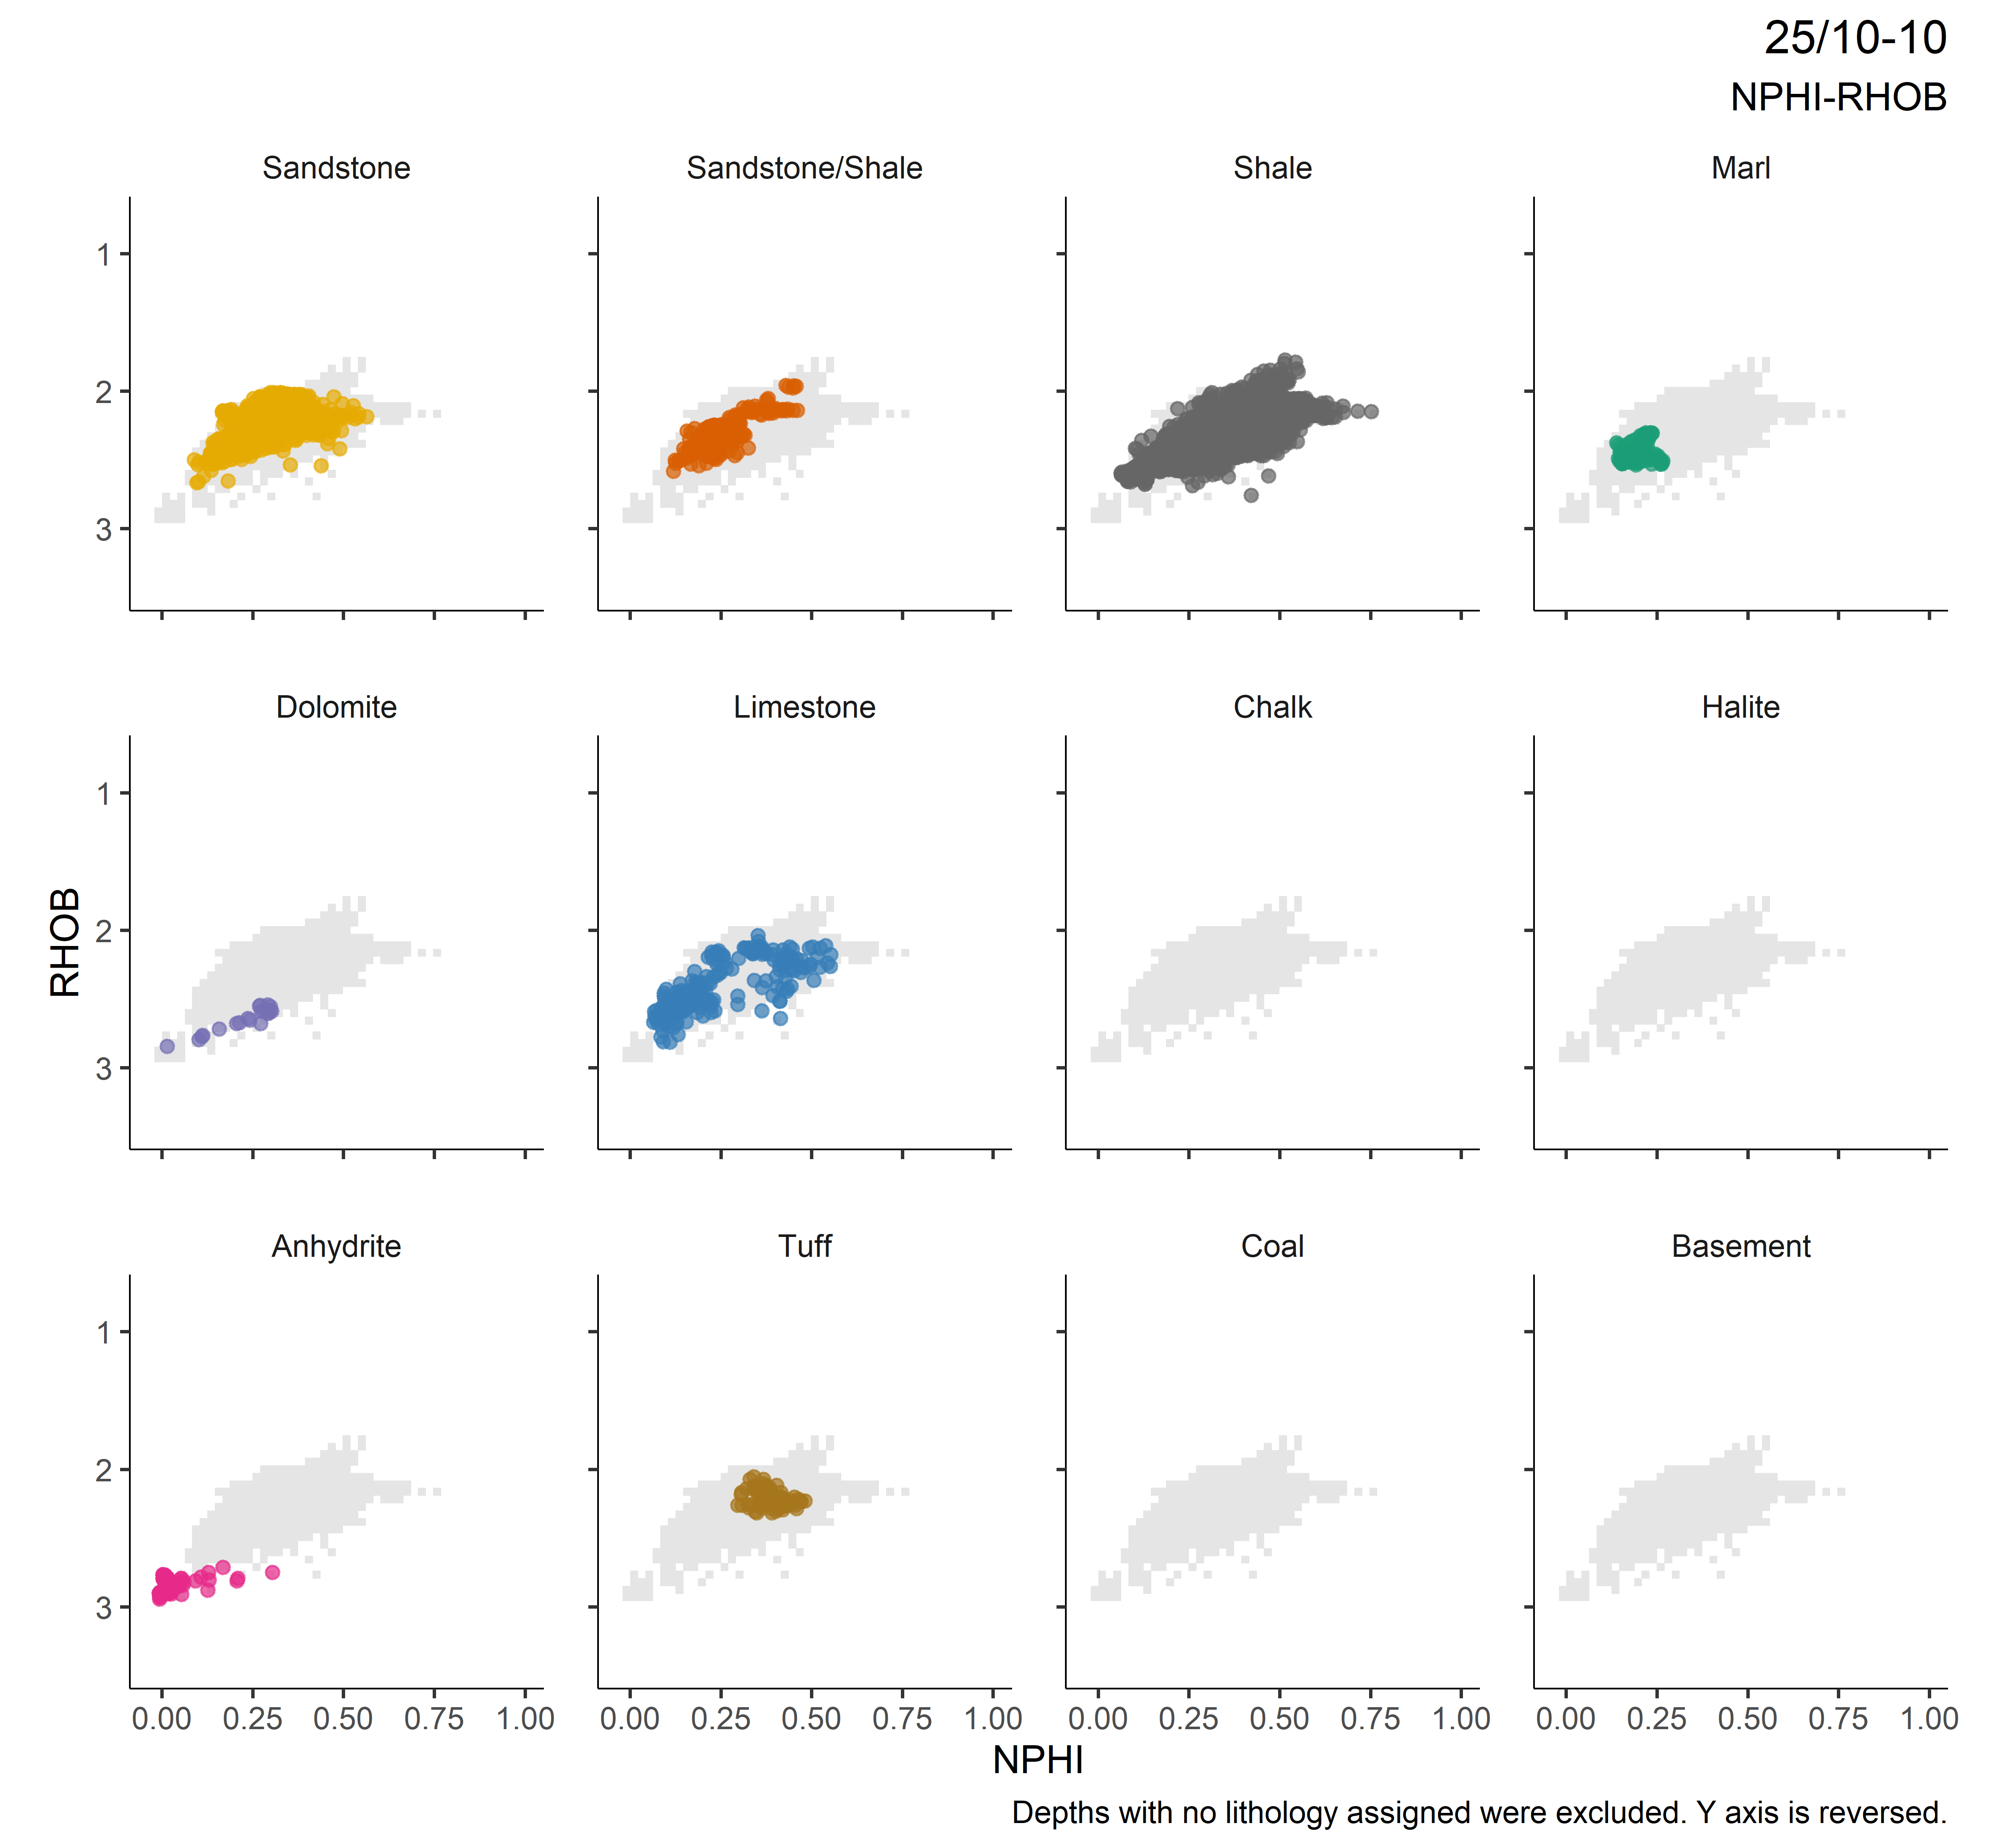 25/10-10
NPHI-RHOB
Sandstone Sandstone/Shale Shale Marl
1
2
3
Dolomite Limestone Chalk Halite
1
2
3
RHOB
Anhydrite Tuff Coal Basement
1
2
3
0.00 0.25 0.50 0.75 1.00 0.00 0.25 0.50 0.75 1.00 0.00 0.25 0.50 0.75 1.00 0.00 0.25 0.50 0.75 1.00
NPHI
Depths with no lithology assigned were excluded. Y axis is reversed.